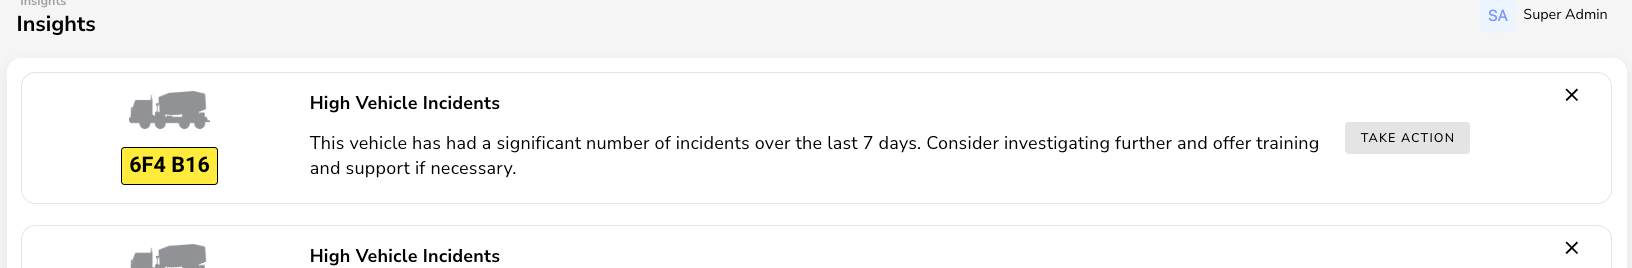 Insights
Insights
SA Super Admin
High Vehicle Incidents
This vehicle has had a significant number of incidents over the last 7 days. Consider investigating further and offer training
and support if necessary.
TAKE ACTION
6F4 B16
High Vehicle Incidents